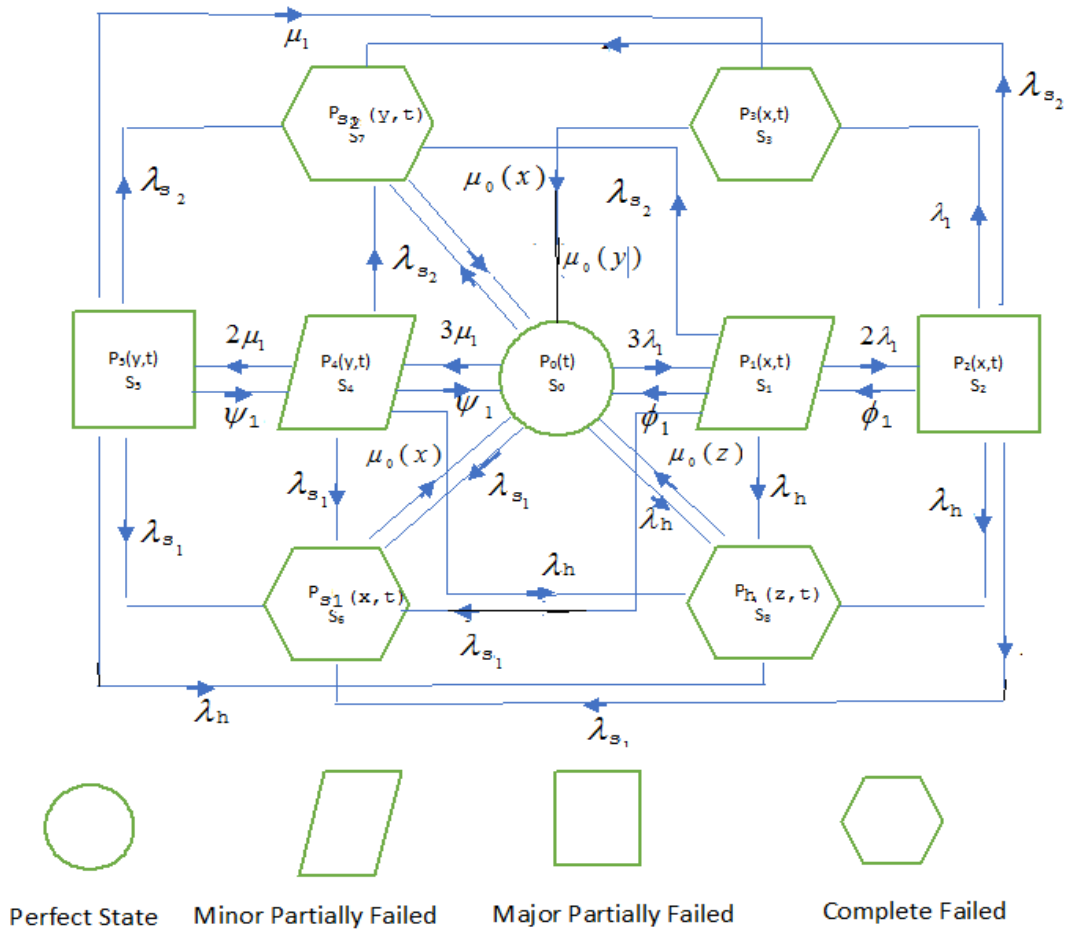 μ₁
λs₂
Ps2 (y,t)
S₇
P₃(x,t)
S₃
μ₀(x)
λs₂
λs₂
λ₁
μ₀(y|)
λs₂
P₅(y,t)
S₅
2μ₁
ψ₁
P₄(y,t)
S₄
3μ₁
ψ₁
P₀(t)
S₀
3λ₁
ϕ₁
P₁(x,t)
S₁
2λ₁
ϕ₁
P₂(x,t)
S₂
μ₀(x)
μ₀(z)
λs₁
λs₁
λh
λh
λh
λs₁
λh
Ps1 (x,t)
S₆
Ph (z,t)
S₈
λs₁
λh
λs₁
Perfect State
Minor Partially Failed
Major Partially Failed
Complete Failed